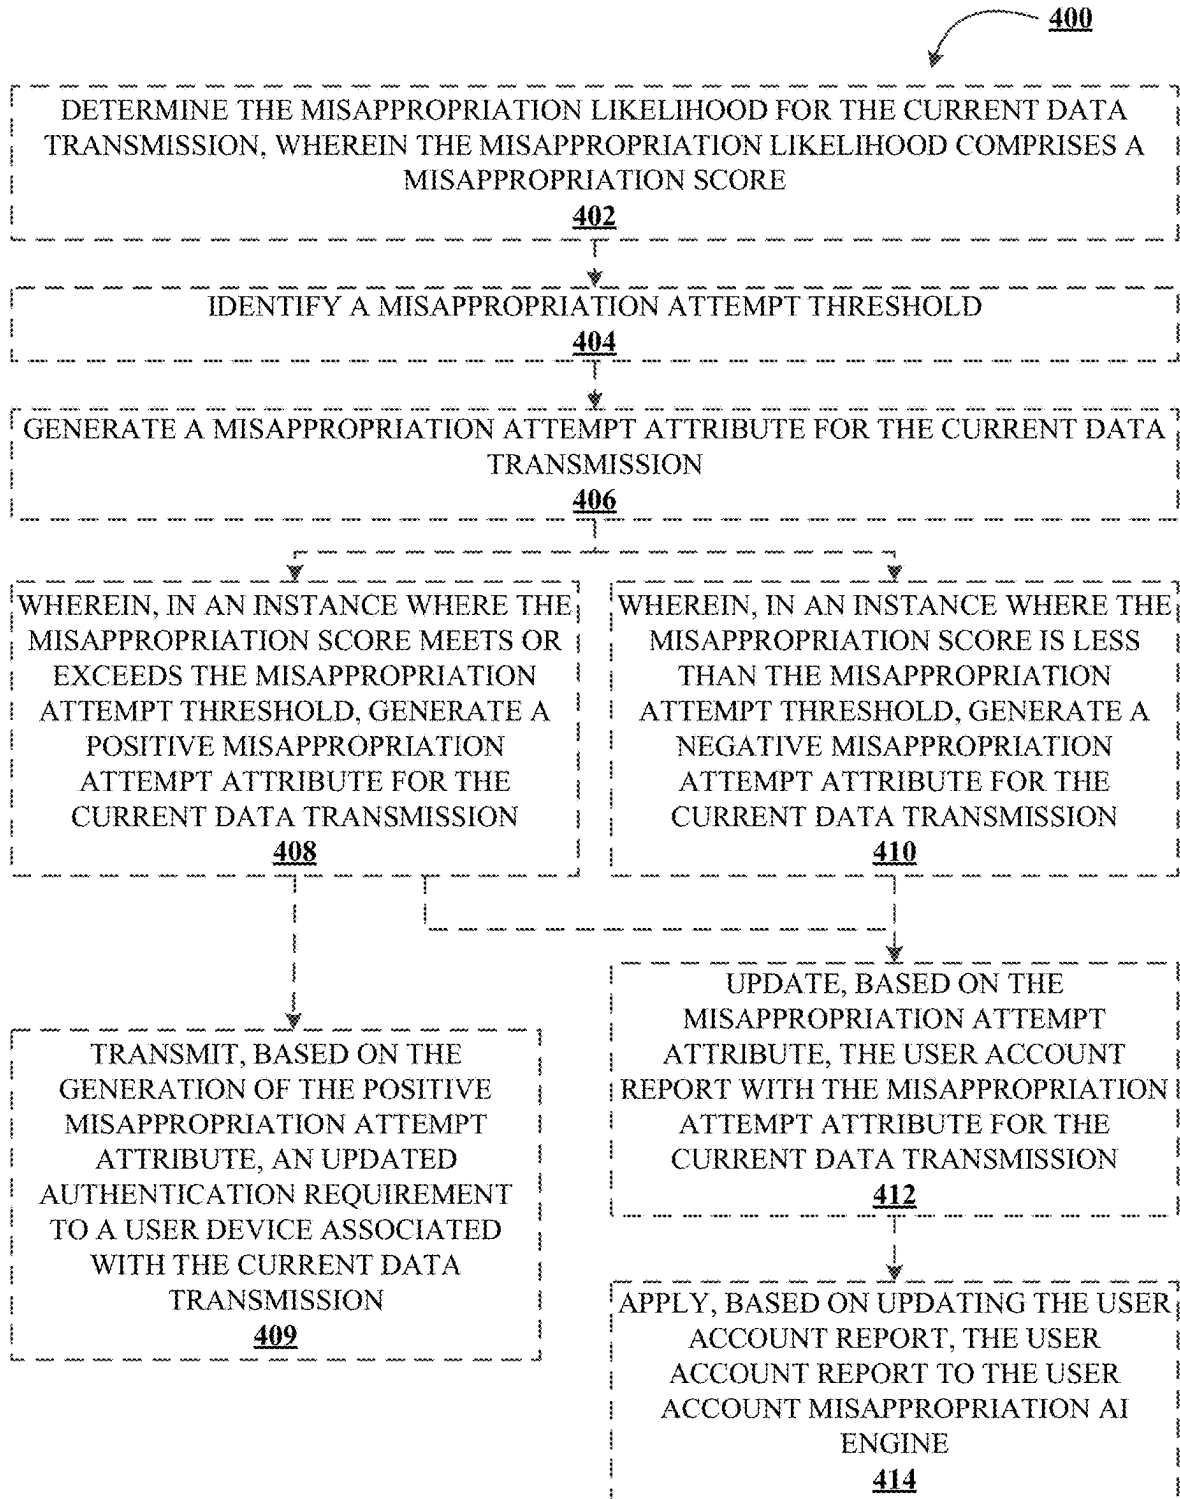 400
DETERMINE THE MISAPPROPRIATION LIKELIHOOD FOR THE CURRENT DATA
TRANSMISSION, WHEREIN THE MISAPPROPRIATION LIKELIHOOD COMPRISES A
MISAPPROPRIATION SCORE
402
IDENTIFY A MISAPPROPRIATION ATTEMPT THRESHOLD
404
GENERATE A MISAPPROPRIATION ATTEMPT ATTRIBUTE FOR THE CURRENT DATA
TRANSMISSION
406
WHEREIN, IN AN INSTANCE WHERE THE
MISAPPROPRIATION SCORE MEETS OR
EXCEEDS THE MISAPPROPRIATION
ATTEMPT THRESHOLD, GENERATE A
POSITIVE MISAPPROPRIATION
ATTEMPT ATTRIBUTE FOR THE
CURRENT DATA TRANSMISSION
408
WHEREIN, IN AN INSTANCE WHERE THE
MISAPPROPRIATION SCORE IS LESS
THAN THE MISAPPROPRIATION
ATTEMPT THRESHOLD, GENERATE A
NEGATIVE MISAPPROPRIATION
ATTEMPT ATTRIBUTE FOR THE
CURRENT DATA TRANSMISSION
410
TRANSMIT, BASED ON THE
GENERATION OF THE POSITIVE
MISAPPROPRIATION ATTEMPT
ATTRIBUTE, AN UPDATED
AUTHENTICATION REQUIREMENT
TO A USER DEVICE ASSOCIATED
WITH THE CURRENT DATA
TRANSMISSION
409
UPDATE, BASED ON THE
MISAPPROPRIATION ATTEMPT
ATTRIBUTE, THE USER ACCOUNT
REPORT WITH THE MISAPPROPRIATION
ATTEMPT ATTRIBUTE FOR THE
CURRENT DATA TRANSMISSION
412
APPLY, BASED ON UPDATING THE USER
ACCOUNT REPORT, THE USER
ACCOUNT REPORT TO THE USER
ACCOUNT MISAPPROPRIATION AI
ENGINE
414